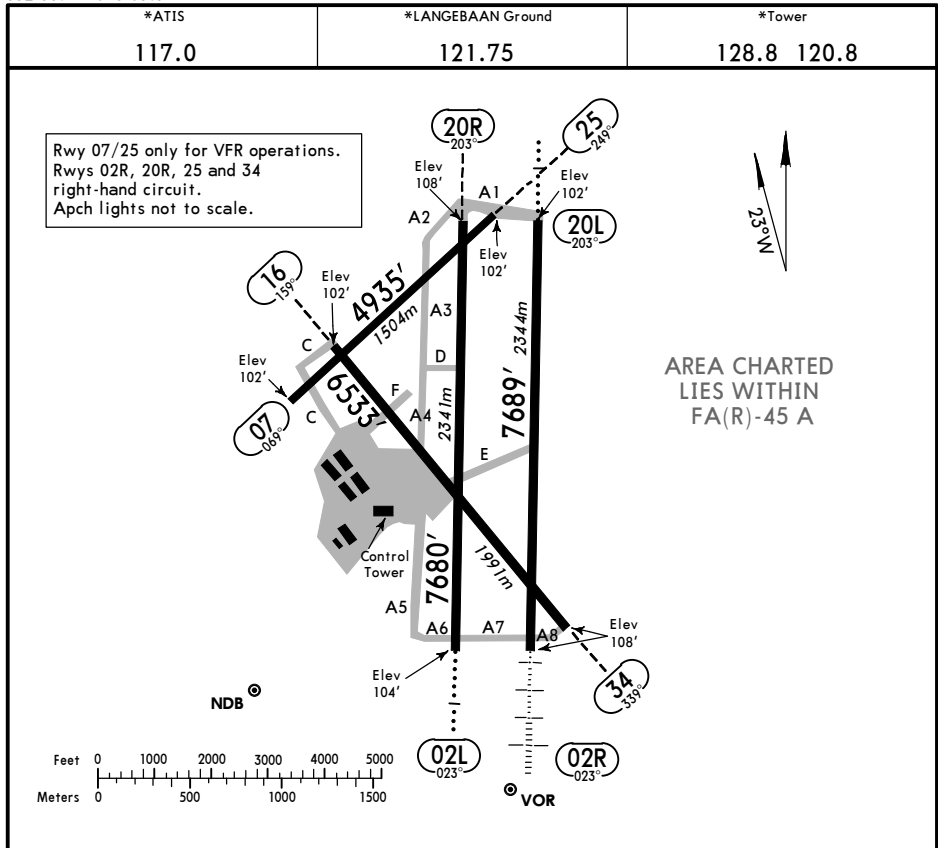 *ATIS
117.0
*LANGEBAAN Ground
121.75
*Tower
128.8 120.8
Rwy 07/25 only for VFR operations.
Rwys 02R, 20R, 25 and 34
right-hand circuit.
Apch lights not to scale.
20R
203°
25
249°
Elev
108'
A1
Elev
102'
A2
20L
203°
Elev
102'
23°W
16
159°
Elev
102'
4935'
1504m
A3
2344m
C
D
Elev
102'
6533'
F
7689'
AREA CHARTED
LIES WITHIN
FA(R)-45 A
07
069°
C
A4
2341m
E
Control
Tower
7680'
1991m
A5
A6
A7
A8
Elev
108'
Elev
104'
34
339°
NDB
02L
023°
02R
023°
VOR
Feet 0 1000 2000 3000 4000 5000
Meters 0 500 1000 1500